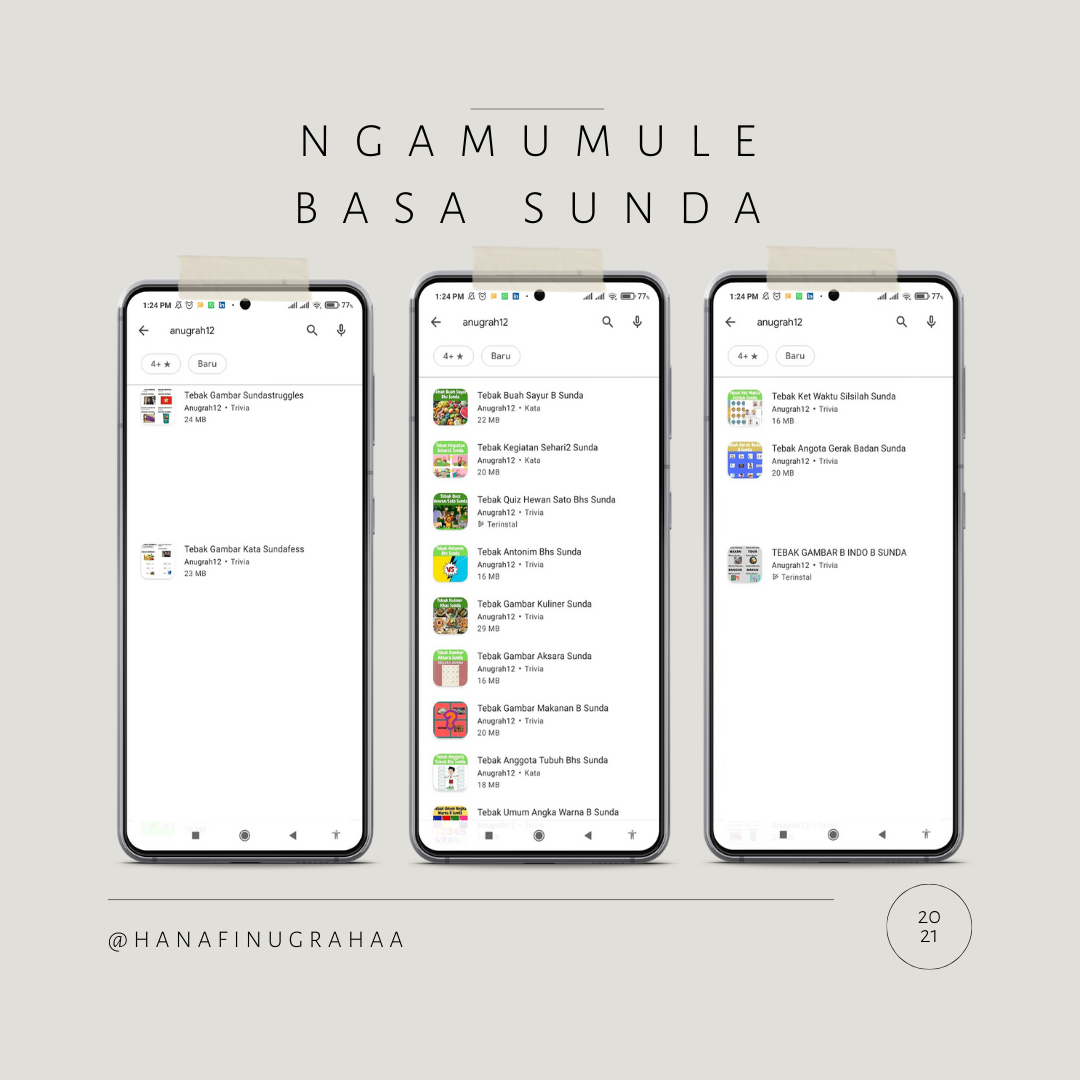 NGAMUMULE
BASA SUNDA
1:24 PM
77%
anugrah12
4+ ★
Baru
Tebak Gambar Sundastruggles
Anugrah12 • Trivia
24 MB
Tebak Gambar Kata Sundafess
Anugrah12 • Trivia
23 MB
1:24 PM
77%
anugrah12
4+ ★
Baru
Tebak Buah Sayur B Sunda
Anugrah12 • Kata
22 MB
Tebak Kegiatan Sehari2 Sunda
Anugrah12 • Kata
20 MB
Tebak Quiz Hewan Sato Bhs Sunda
Anugrah12 • Trivia
Terinstal
Tebak Antonim Bhs Sunda
Anugrah12 • Trivia
16 MB
VS
Tebak Gambar Kuliner Sunda
Anugrah12 • Trivia
29 MB
Tebak Gambar Aksara Sunda
Anugrah12 • Trivia
16 MB
Tebak Gambar Makanan B Sunda
Anugrah12 • Trivia
20 MB
Tebak Anggota Tubuh Bhs Sunda
Anugrah12 • Kata
18 MB
Tebak Umum Angka Warna B Sunda
1:24 PM
77%
anugrah12
4+ ★
Baru
Tebak Ket Waktu Silsilah Sunda
Anugrah12 • Trivia
16 MB
Tebak Angota Gerak Badan Sunda
Anugrah12 • Trivia
20 MB
TEBAK GAMBAR B INDO B SUNDA
Anugrah12 • Trivia
Terinstal
@HANAFINUGRAHAA
20
21